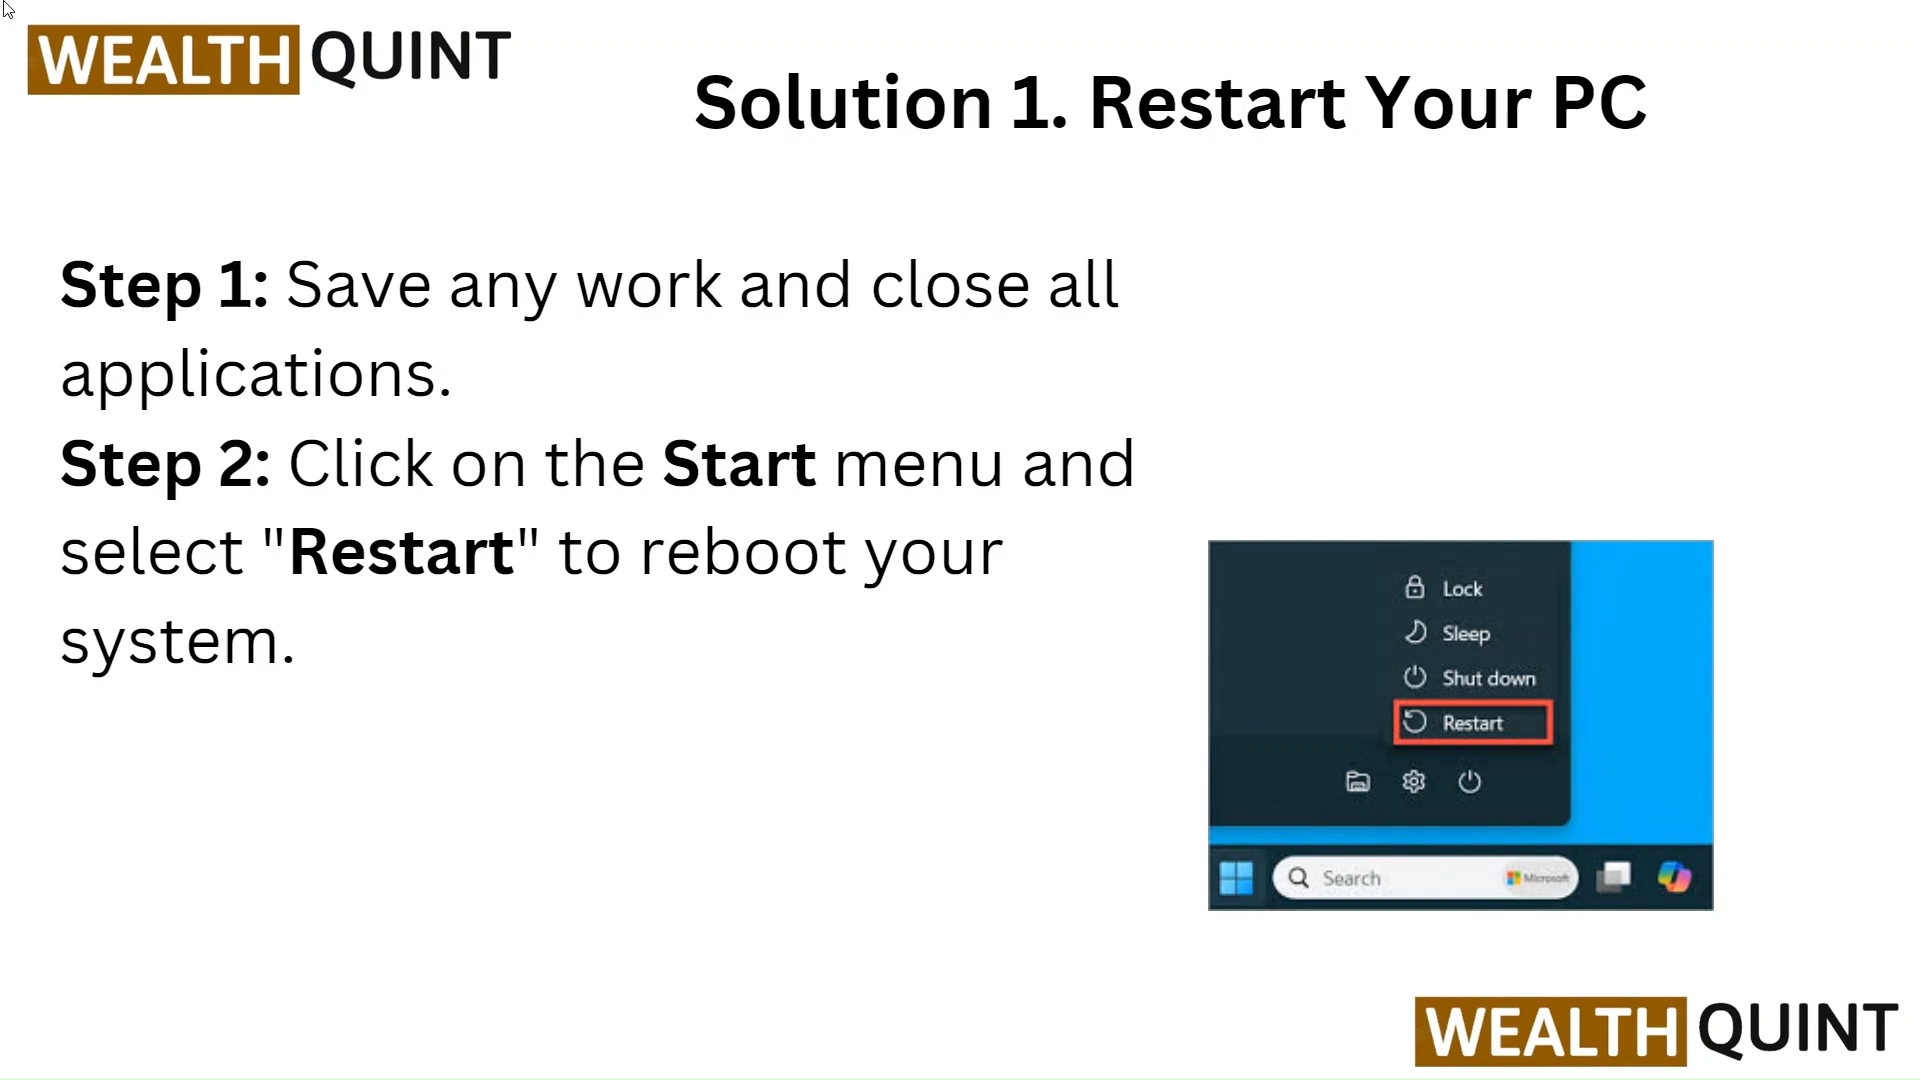 WEALTH QUINT
Solution 1. Restart Your PC
Step 1: Save any work and close all
applications.
Step 2: Click on the Start menu and
select "Restart" to reboot your
system.
Lock
Sleep
Shut down
Restart
Search Microsoft
WEALTH QUINT